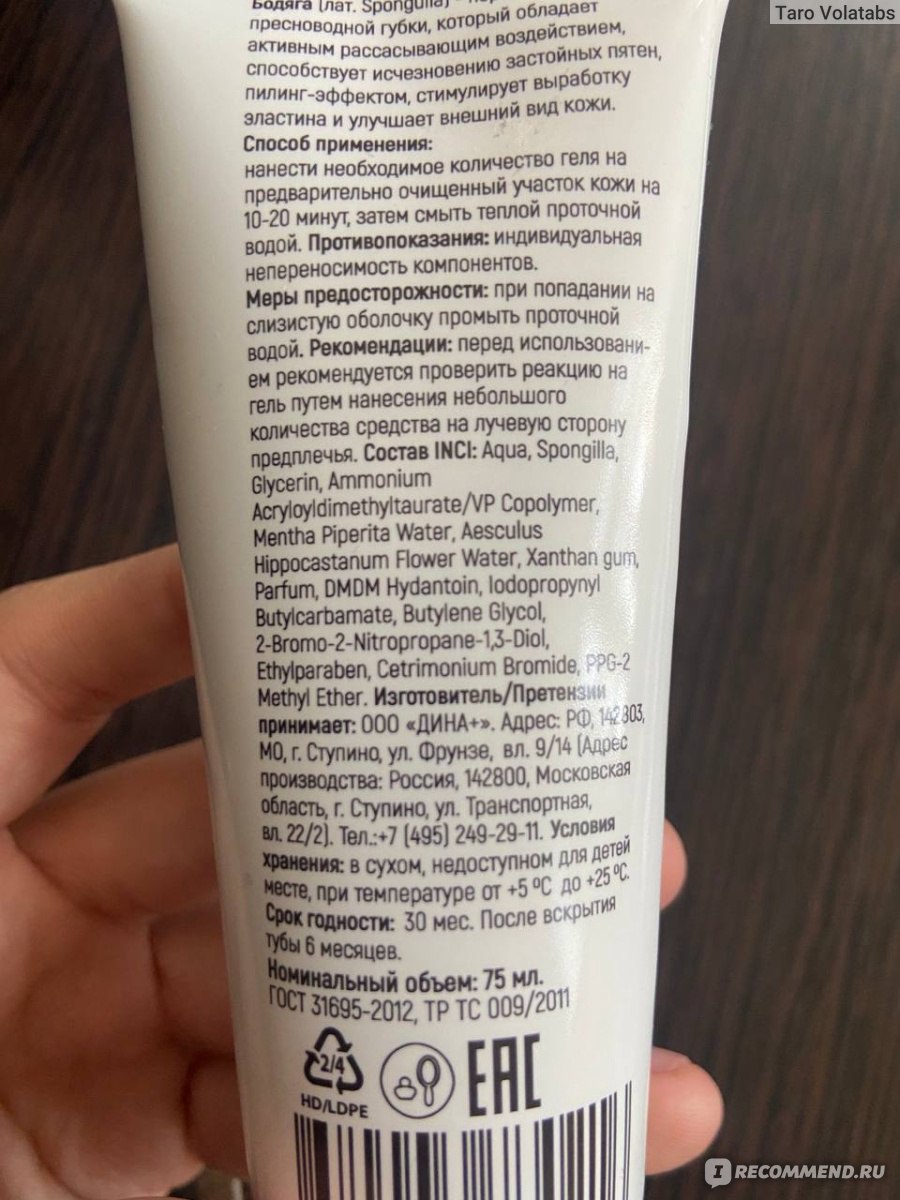 Taro Volatabs
Бодяга (лат. Spongilla) -
пресноводной губки, который обладает
активным рассасывающим воздействием,
способствует исчезновению застойных пятен,
пилинг-эффектом, стимулирует выработку
эластина и улучшает внешний вид кожи.
Способ применения:
нанести необходимое количество геля на
предварительно очищенный участок кожи на
10-20 минут, затем смыть теплой проточной
водой. Противопоказания: индивидуальная
непереносимость компонентов.
Меры предосторожности: при попадании на
слизистую оболочку промыть проточной
водой. Рекомендации: перед использовани-
ем рекомендуется проверить реакцию на
гель путем нанесения небольшого
количества средства на лучевую сторону
предплечья. Состав INCI: Aqua, Spongilla,
Glycerin, Ammonium
Acryloyldimethyltaurate/VP Copolymer,
Mentha Piperita Water, Aesculus
Hippocastanum Flower Water, Xanthan gum,
Parfum, DMDM Hydantoin, Iodopropynyl
Butylcarbamate, Butylene Glycol,
2-Bromo-2-Nitropropane-1,3-Diol,
Ethylparaben, Cetrimonium Bromide, PPG-2
Methyl Ether. Изготовитель/Претензии
принимает: ООО «ДИНА+». Адрес: РФ, 142803,
МО, г. Ступино, ул. Фрунзе, вл. 9/14 (Адрес
производства: Россия, 142800, Московская
область, г. Ступино, ул. Транспортная,
вл. 22/2). Тел.:+7 (495) 249-29-11. Условия
хранения: в сухом, недоступном для детей
месте, при температуре от +5 ºС до +25 ºС.
Срок годности: 30 мес. После вскрытия
тубы 6 месяцев.
Номинальный объем: 75 мл.
ГОСТ 31695-2012, ТР ТС 009/2011
2/4
HD/LDPE
EAC
IRECOMMEND.RU